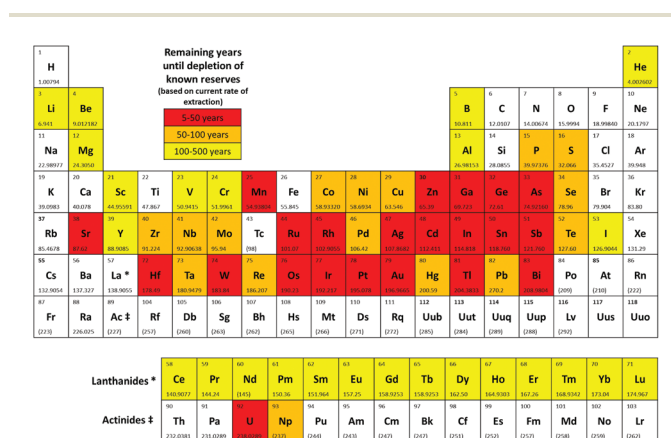 Remaining years
until depletion of
known reserves
(based on current rate of
extraction)
5-50 years
50-100 years
100-500 years
1 2
H He
1.00794 4.002602
3 4 5 6 7 8 9 10
Li Be B C N O F Ne
6.941 9.012182 10.811 12.0107 14.00674 15.9994 18.99840 20.1797
11 12 13 14 15 16 17 18
Na Mg Al Si P S Cl Ar
22.98977 24.3050 26.98153 28.0855 39.97376 32.066 35.4527 39.948
19 20 21 22 23 24 25 26 27 28 29 30 31 32 33 34 35 36
K Ca Sc Ti V Cr Mn Fe Co Ni Cu Zn Ga Ge As Se Br Kr
39.0983 40.078 44.95591 47.867 50.9415 51.9961 55.845 58.93320 58.6934 63.546 65.39 69.723 72.61 74.92160 78.96 79.904 83.80
37 38 39 40 41 42 43 44 45 46 47 48 49 50 51 52 53 54
Rb Sr Y Zr Nb Mo Tc Ru Rh Pd Ag Cd In Sn Sb Te I Xe
85.4678 87.62 88.9085 91.224 92.90638 95.94 (98) 101.07 106.42 107.8682 112.411 114.818 118.760 121.760 127.60 126.9044 131.29
55 56 57 72 73 74 75 76 77 78 79 80 81 82 83 84 85 86
Cs Ba La * Hf Ta W Re Os Ir Pt Au Hg Tl Pb Bi Po At Rn
132.9054 137.327 138.9055 178.49 180.9479 183.84 186.207 190.23 192.217 195.078 196.9665 200.59 204.3833 270.2 208.9804 (209) (210) (222)
87 88 89 104 105 106 107 108 109 110 111 112 113 114 115 116 117 118
Fr Ra Ac ‡ Rf Db Sg Bh Hs Mt Ds Rq Uub Uut Uuq Uup Lv Uus Uuo
(223) 226.025 (227) (257) (260) (263) (262) (265) (266) (271) (272) (285) (284) (289) (288) (292)
58 59 60 61 62 63 64 65 66 67 68 69 70 71
Lanthanides * Ce Pr Nd Pm Sm Eu Gd Tb Dy Ho Er Tm Yb Lu
140.9077 144.24 (145) 150.36 151.964 157.25 158.9253 158.9253 162.50 164.9303 167.26 168.9342 173.04 174.967
90 91 92 93 94 95 96 97 98 99 100 101 102 103
Actinides ‡ Th Pa U Np Pu Am Cm Bk Cf Es Fm Md No Lr
232.0381 231.0289 (237) (244) (243) (247) (247) (251) (252) (257) (258) (259) (262)